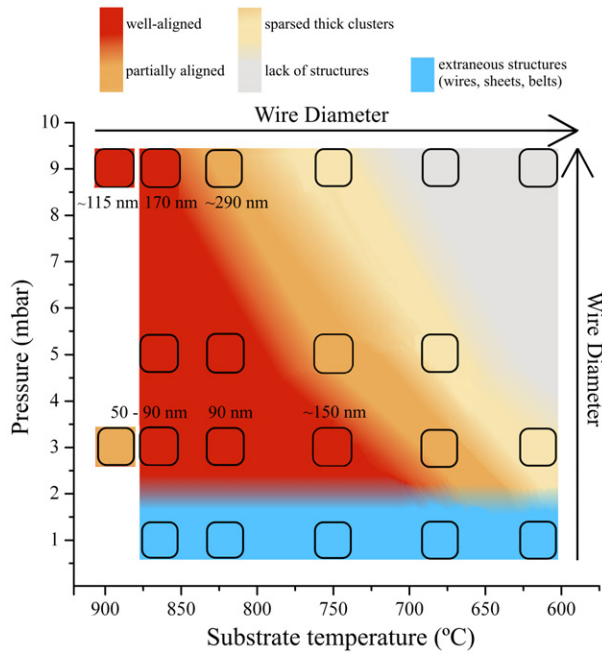 well-aligned
partially aligned
sparsed thick clusters
lack of structures
extraneous structures
(wires, sheets, belts)
Wire Diameter
10
9
8
7
6
5
4
3
2
1
Pressure (mbar)
~115 nm
170 nm
~290 nm
50 - 90 nm
90 nm
~150 nm
Wire Diameter
900
850
800
750
700
650
600
Substrate temperature (ºC)